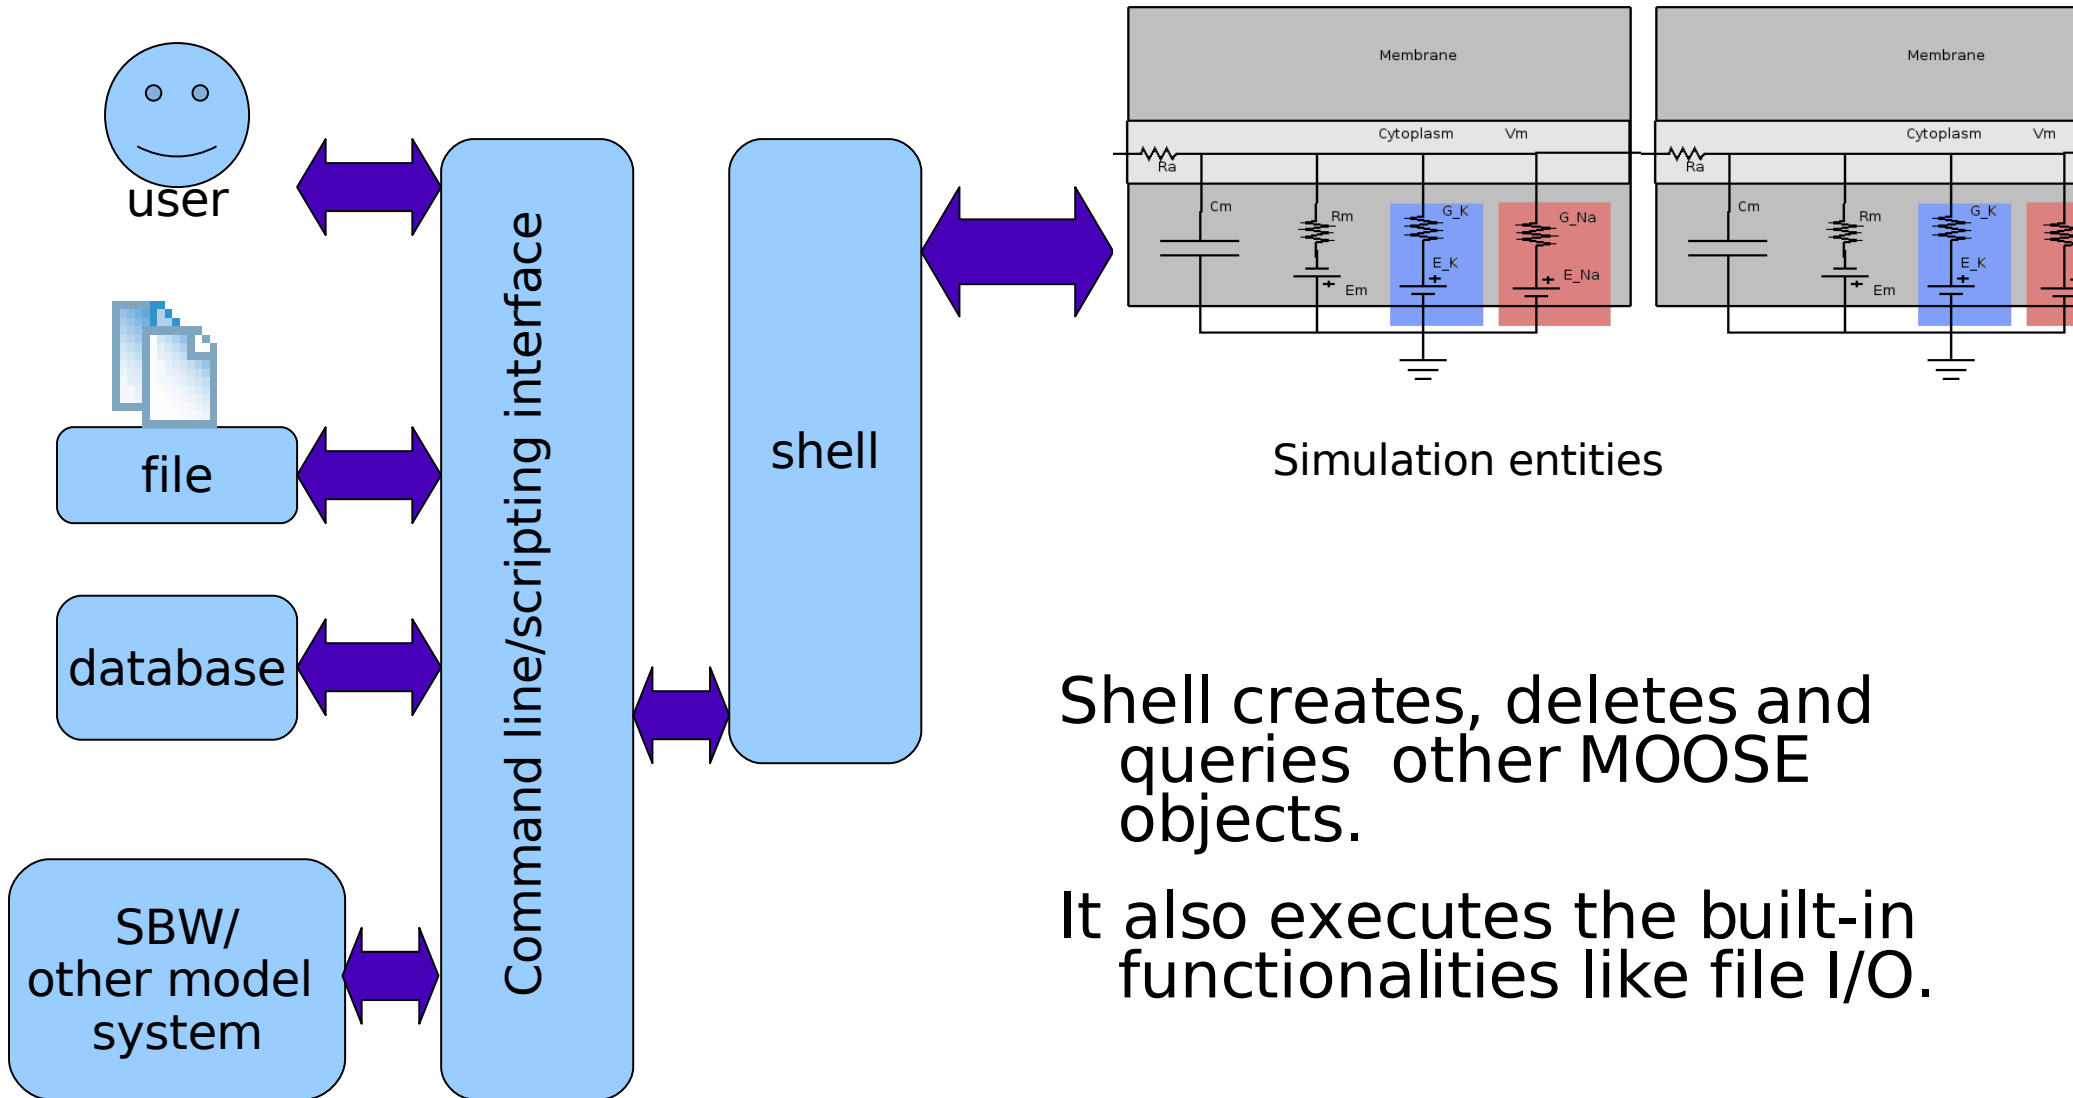 user
file
database
SBW/
other model
system
Command line/scripting interface
shell
Membrane
Cytoplasm Vm
Ra
Cm
Rm
G_K
G_Na
E_K
E_Na
Em
Membrane
Cytoplasm Vm
Ra
Cm
Rm
G_K
E_K
Em
Simulation entities
Shell creates, deletes and
queries other MOOSE
objects.
It also executes the built-in
functionalities like file I/O.